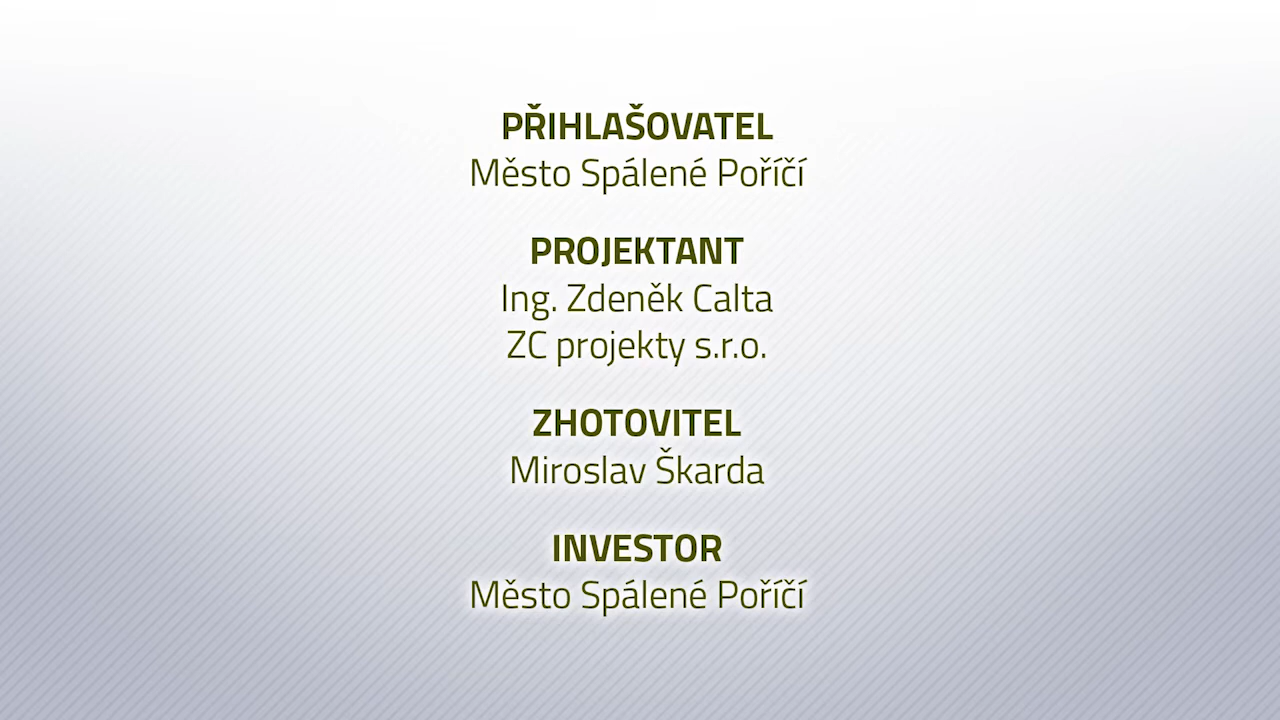 PŘIHLAŠOVATEL
Město Spálené Poříčí
PROJEKTANT
Ing. Zdeněk Calta
ZC projekty s.r.o.
ZHOTOVITEL
Miroslav Škarda
INVESTOR
Město Spálené Poříčí